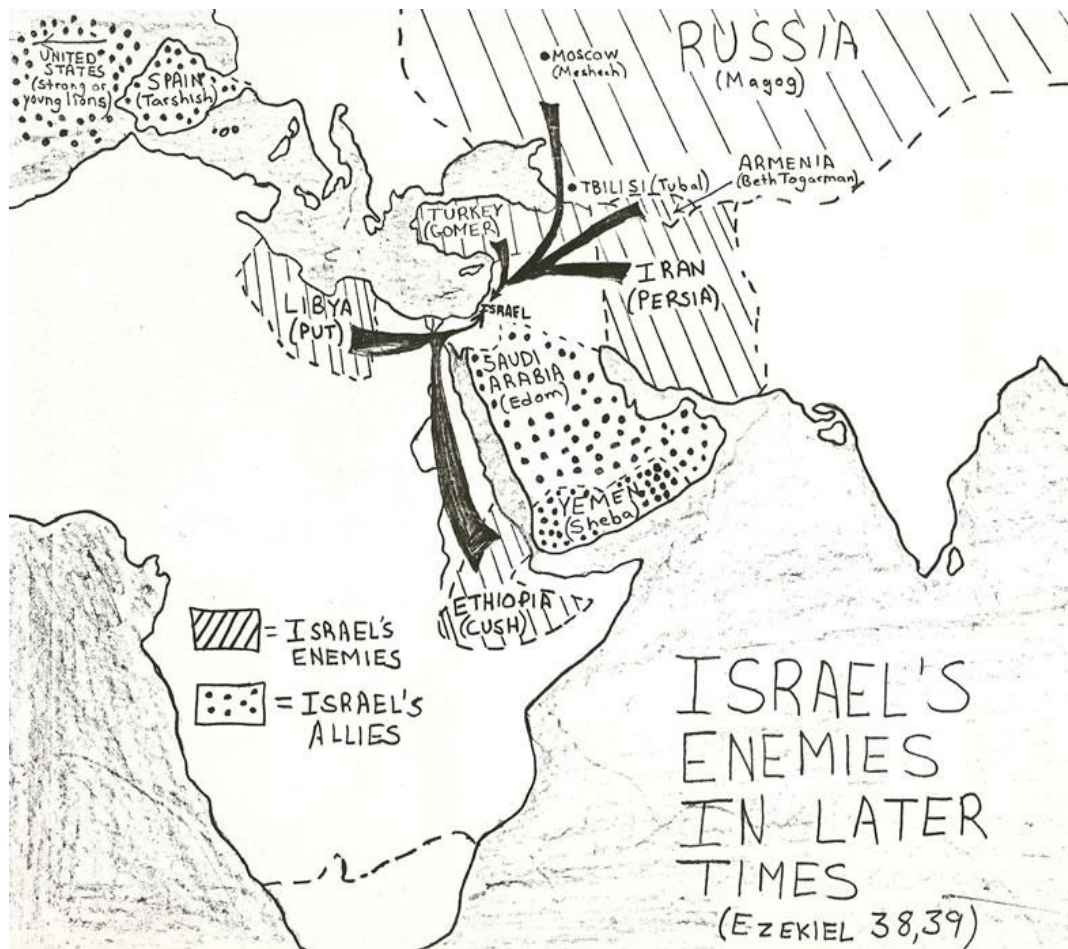 UNITED
STATES
(strong or
young lions)
SPAIN
(Tarshish)
MOSCOW
(Meshech)
RUSSIA
(Magog)
ARMENIA
(Beth Togarman)
TBILISI (Tubal)
TURKEY
(GOMER)
IRAN
(PERSIA)
LIBYA
(PUT)
ISRAEL
SAUDI
ARABIA
(Edom)
YEMEN
(Sheba)
ETHIOPIA
(CUSH)
= ISRAEL'S
ENEMIES
= ISRAEL'S
ALLIES
ISRAEL'S
ENEMIES
IN LATER
TIMES
(EZEKIEL 38,39)